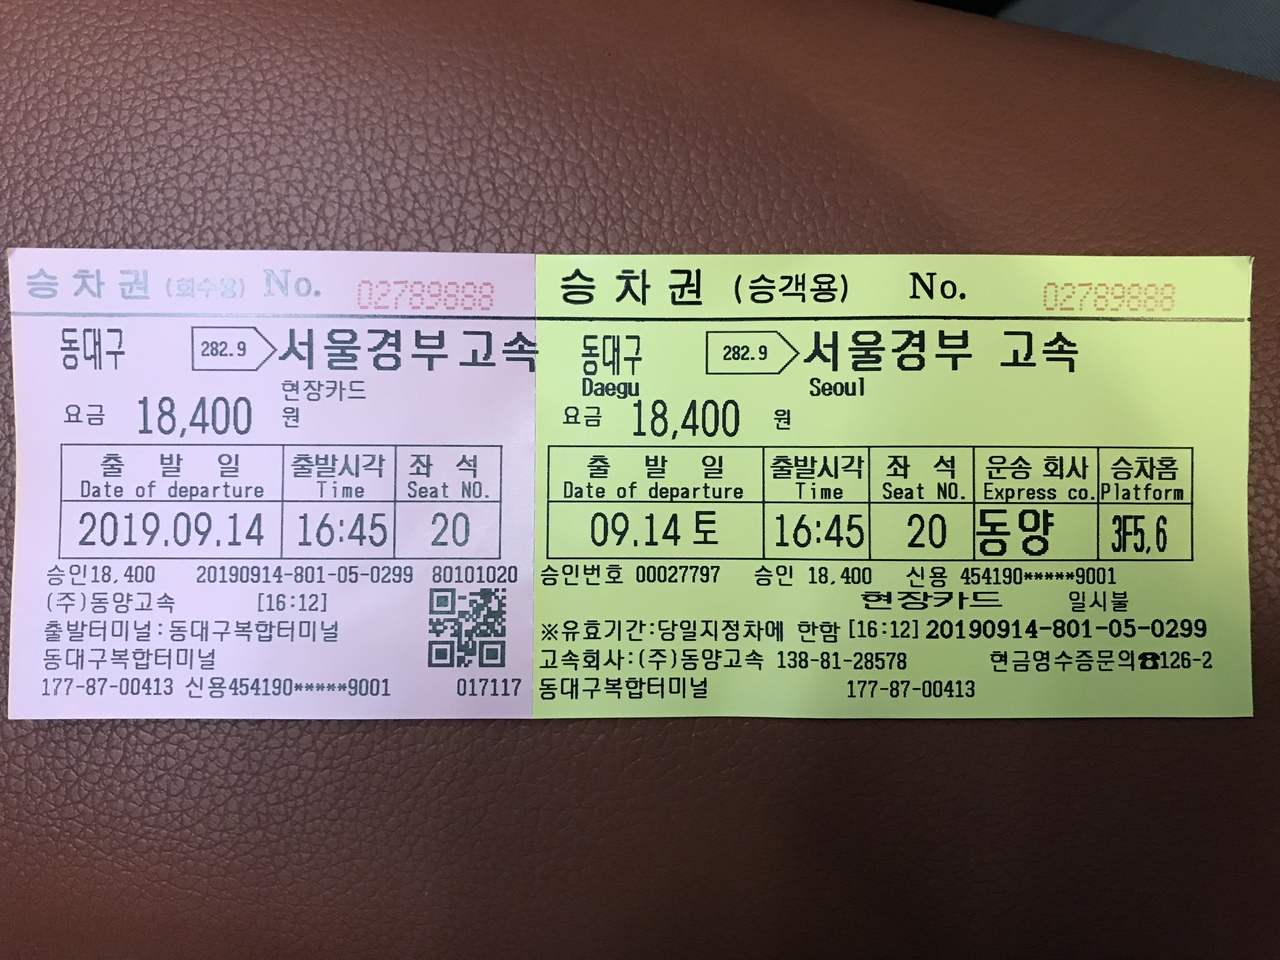 승 차 권 (회수용) No. 02789888
동대구 282.9 서울경부고속
현장카드
요금 18,400 원
출 발 일 출발시각 좌 석
Date of departure Time Seat NO.
2019.09.14 16:45 20
승인18,400 20190914-801-05-0299 80101020
(주)동양고속 [16:12]
출발터미널:동대구복합터미널
동대구복합터미널
177-87-00413 신용454190*****9001 017117
승 차 권 (승객용) No. 02789888
동대구 282.9 서울경부 고속
Daegu Seoul
요금 18,400 원
출 발 일 출발시각 좌 석 운송 회사 승차홈
Date of departure Time Seat NO. Express co. Platform
09.14 토 16:45 20 동양 3F5,6
승인번호 00027797 승인 18,400 신용 454190*****9001
현장카드 일시불
※유효기간:당일지정차에 한함 [16:12] 20190914-801-05-0299
고속회사:(주)동양고속 138-81-28578 현금영수증문의☎126-2
동대구복합터미널 177-87-00413